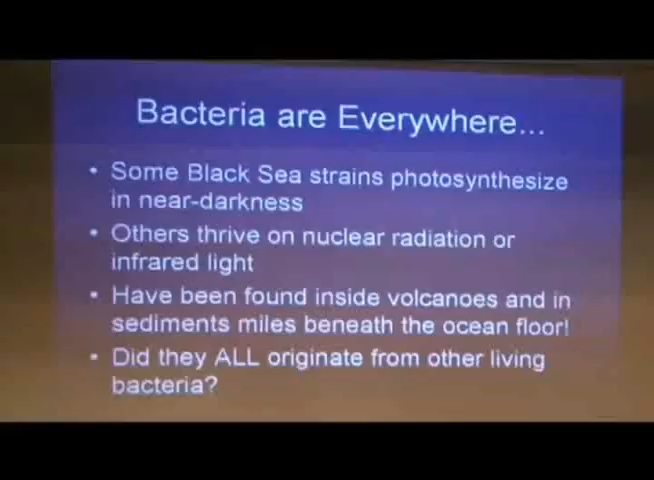 Bacteria are Everywhere...
• Some Black Sea strains photosynthesize
in near-darkness
• Others thrive on nuclear radiation or
infrared light
• Have been found inside volcanoes and in
sediments miles beneath the ocean floor!
• Did they ALL originate from other living
bacteria?